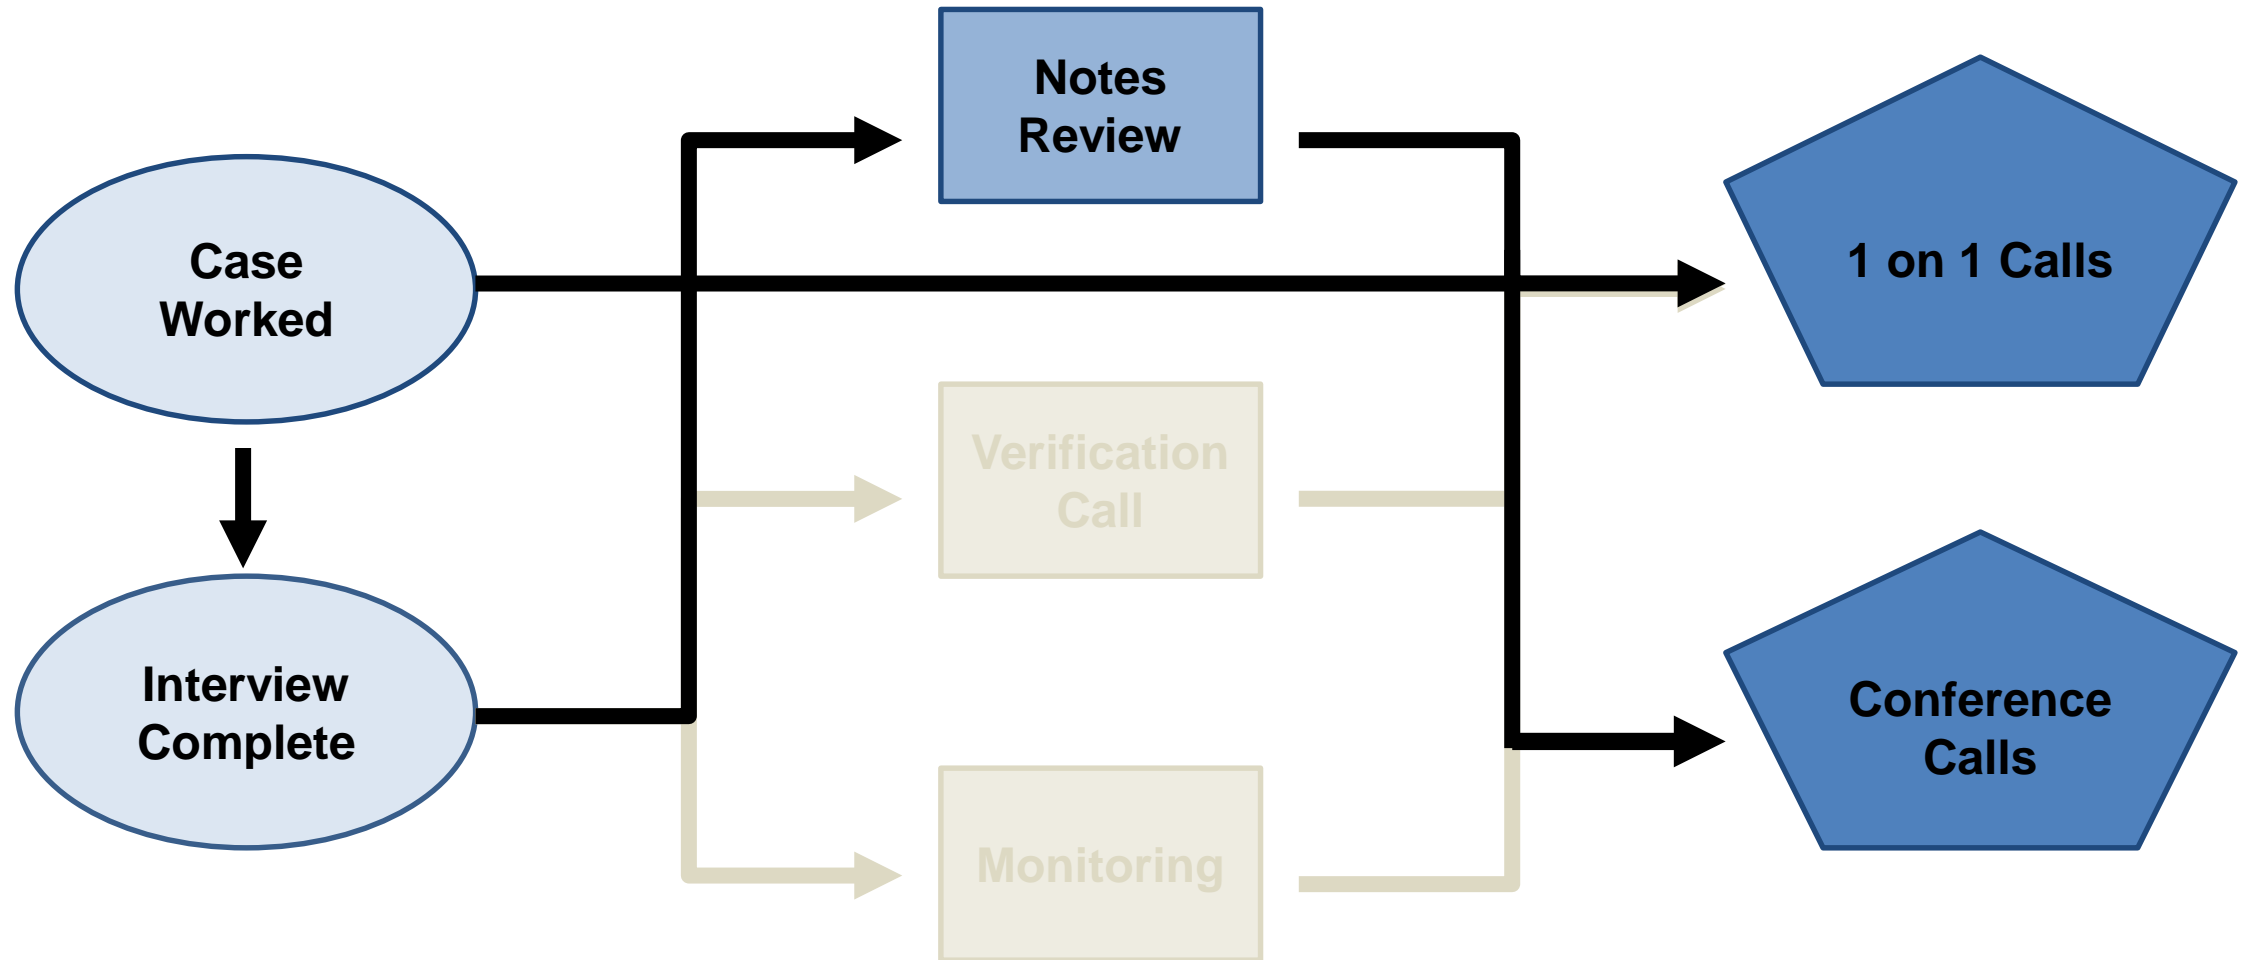 Notes
Review
Case
Worked
1 on 1 Calls
Verification
Call
Interview
Complete
Conference
Calls
Monitoring